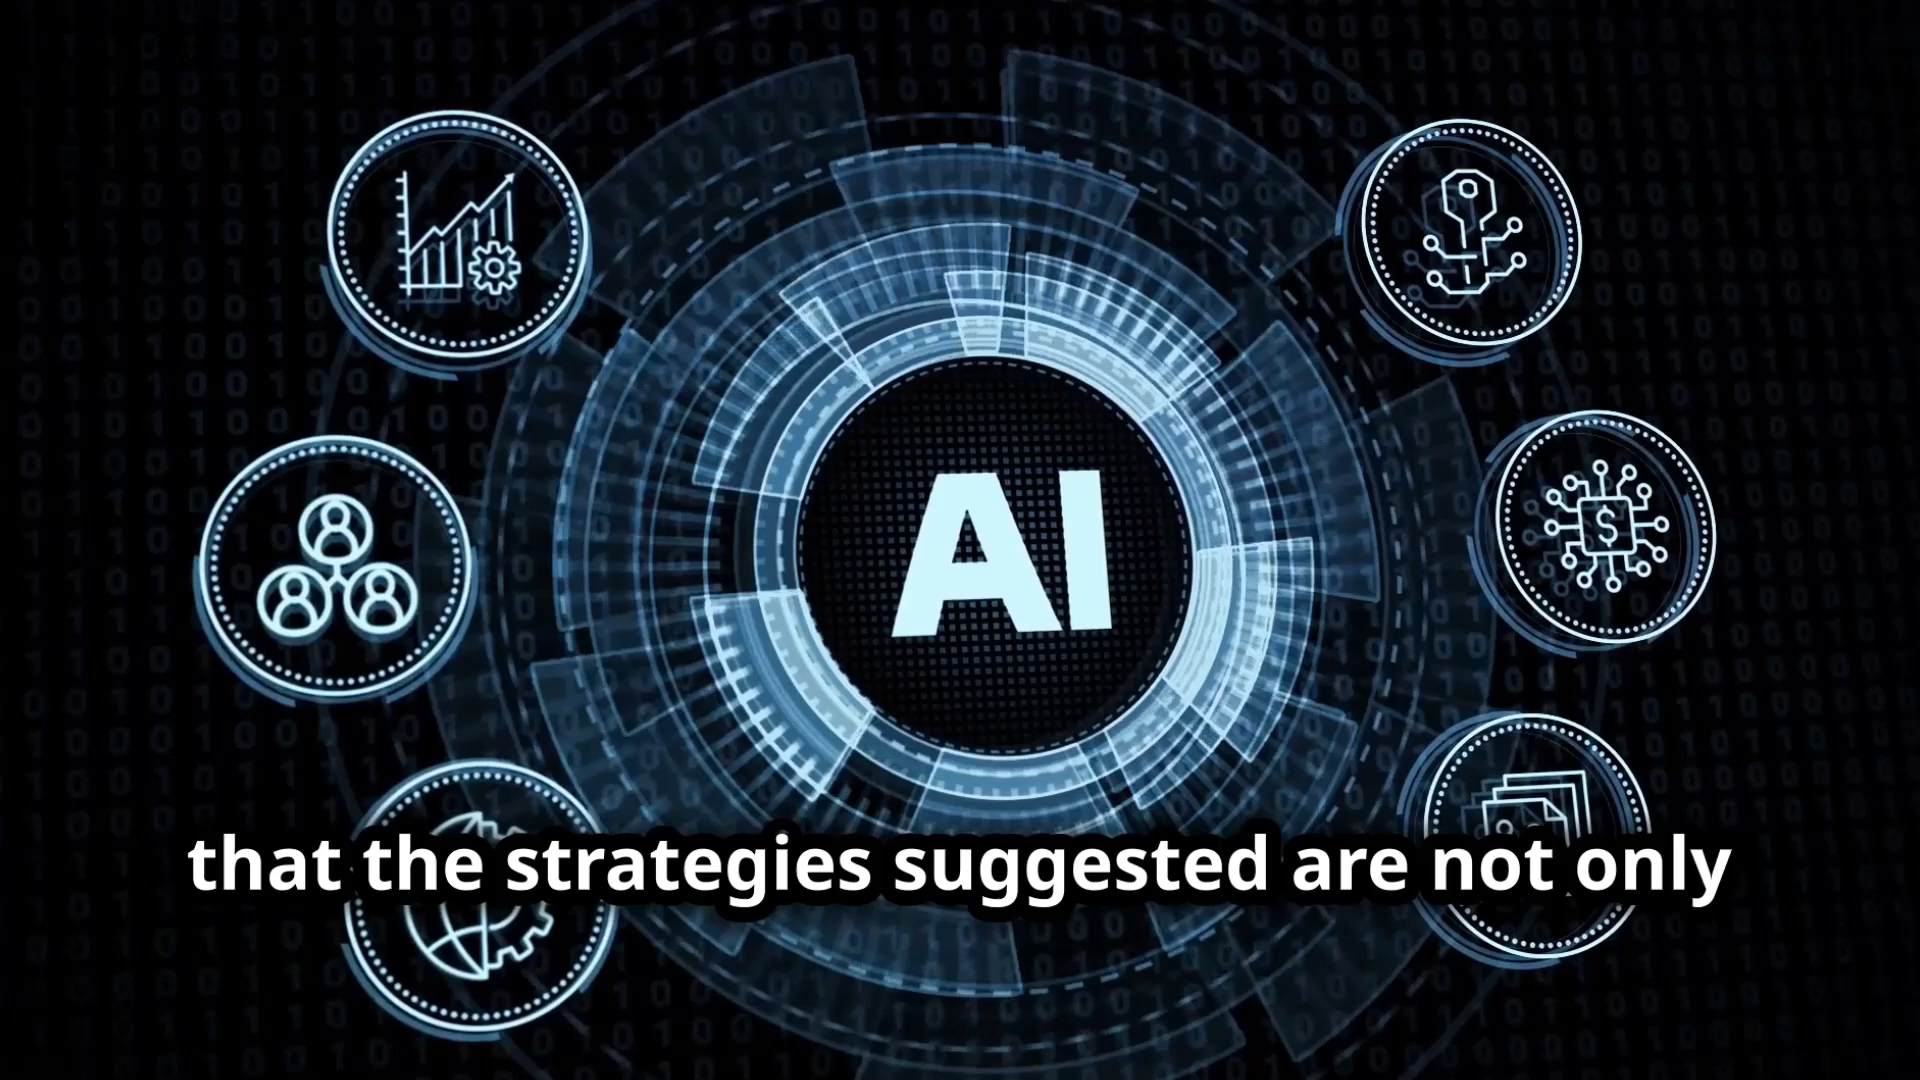 AI
that the strategies suggested are not only